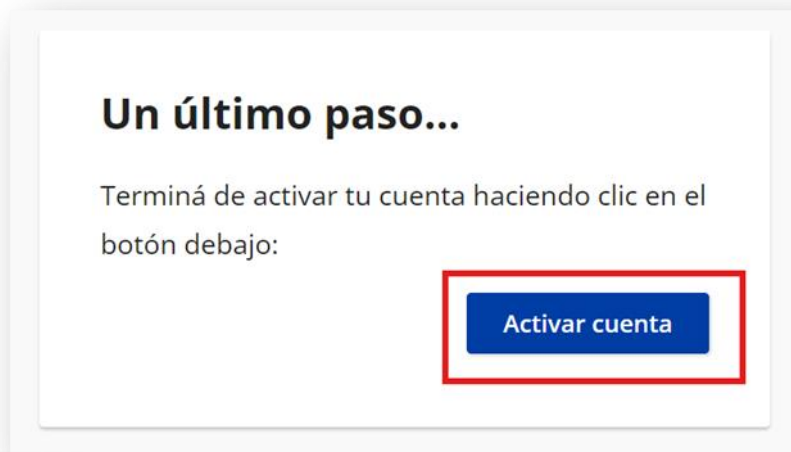 Un último paso...
Terminá de activar tu cuenta haciendo clic en el
botón debajo:
Activar cuenta